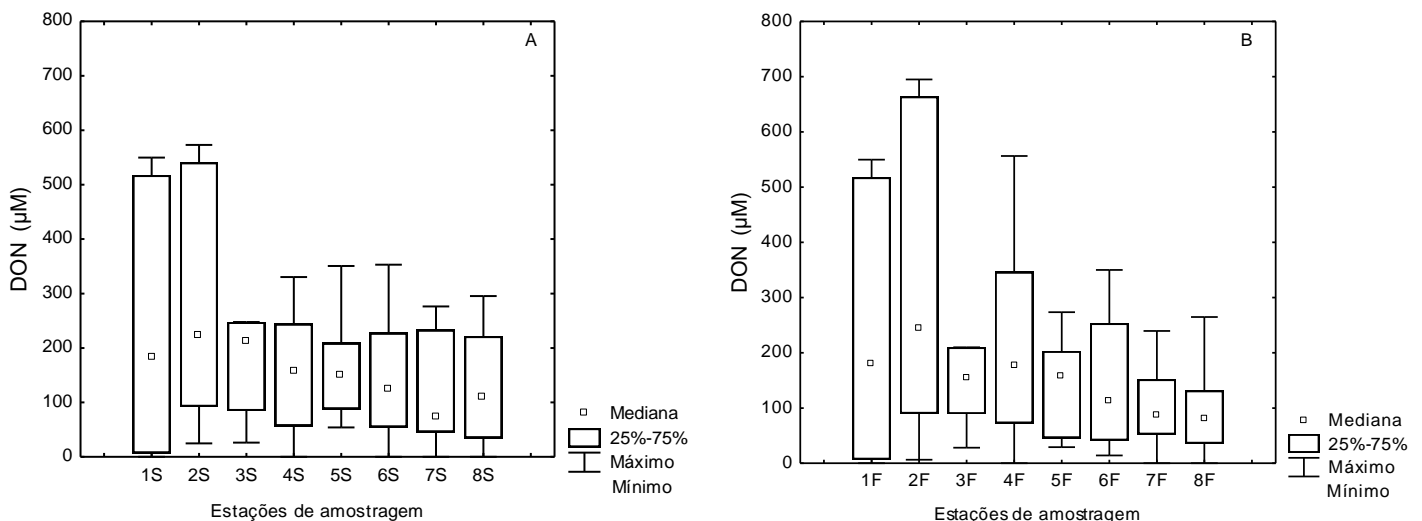 A
800
700
600
500
400
300
200
100
0
DON (µM)
1S 2S 3S 4S 5S 6S 7S 8S
Estações de amostragem
Mediana
25%-75%
Máximo
Mínimo
B
800
700
600
500
400
300
200
100
0
DON (µM)
1F 2F 3F 4F 5F 6F 7F 8F
Estações de amostragem
Mediana
25%-75%
Máximo
Mínimo